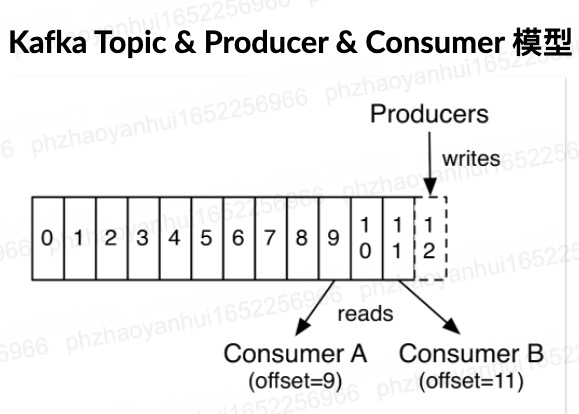 Kafka Topic & Producer & Consumer 模型
Producers
writes
0 1 2 3 4 5 6 7 8 9 10 11 12
reads
Consumer A Consumer B
(offset=9) (offset=11)
phzhaoyanhui1652256966